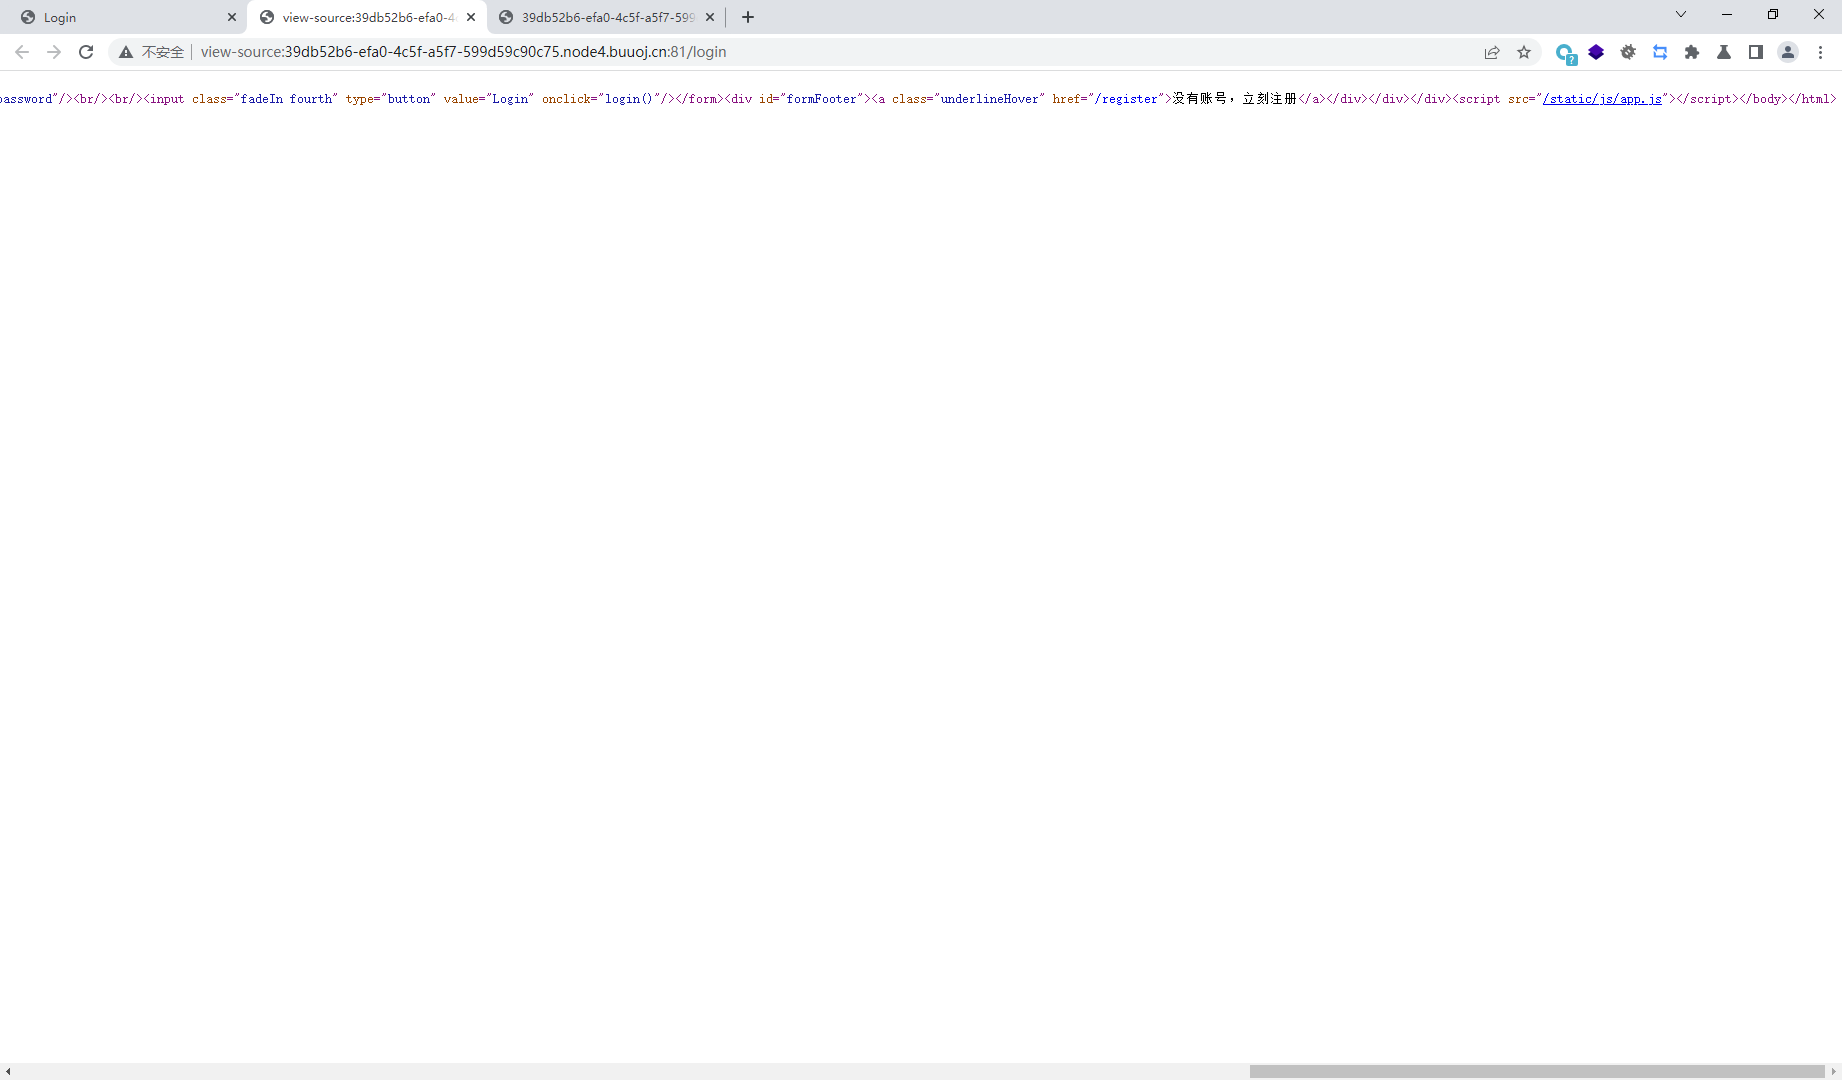 Login
view-source:39db52b6-efa0-4
39db52b6-efa0-4c5f-a5f7-599
不安全 view-source:39db52b6-efa0-4c5f-a5f7-599d59c90c75.node4.buuoj.cn:81/login
password"/><br/><br/><input class="fadeIn fourth" type="button" value="Login" onclick="login()"/></form><div id="formFooter"><a class="underlineHover" href="/register">没有账号，立刻注册</a></div></div></div><script src="/static/js/app.js"></script></body></html>